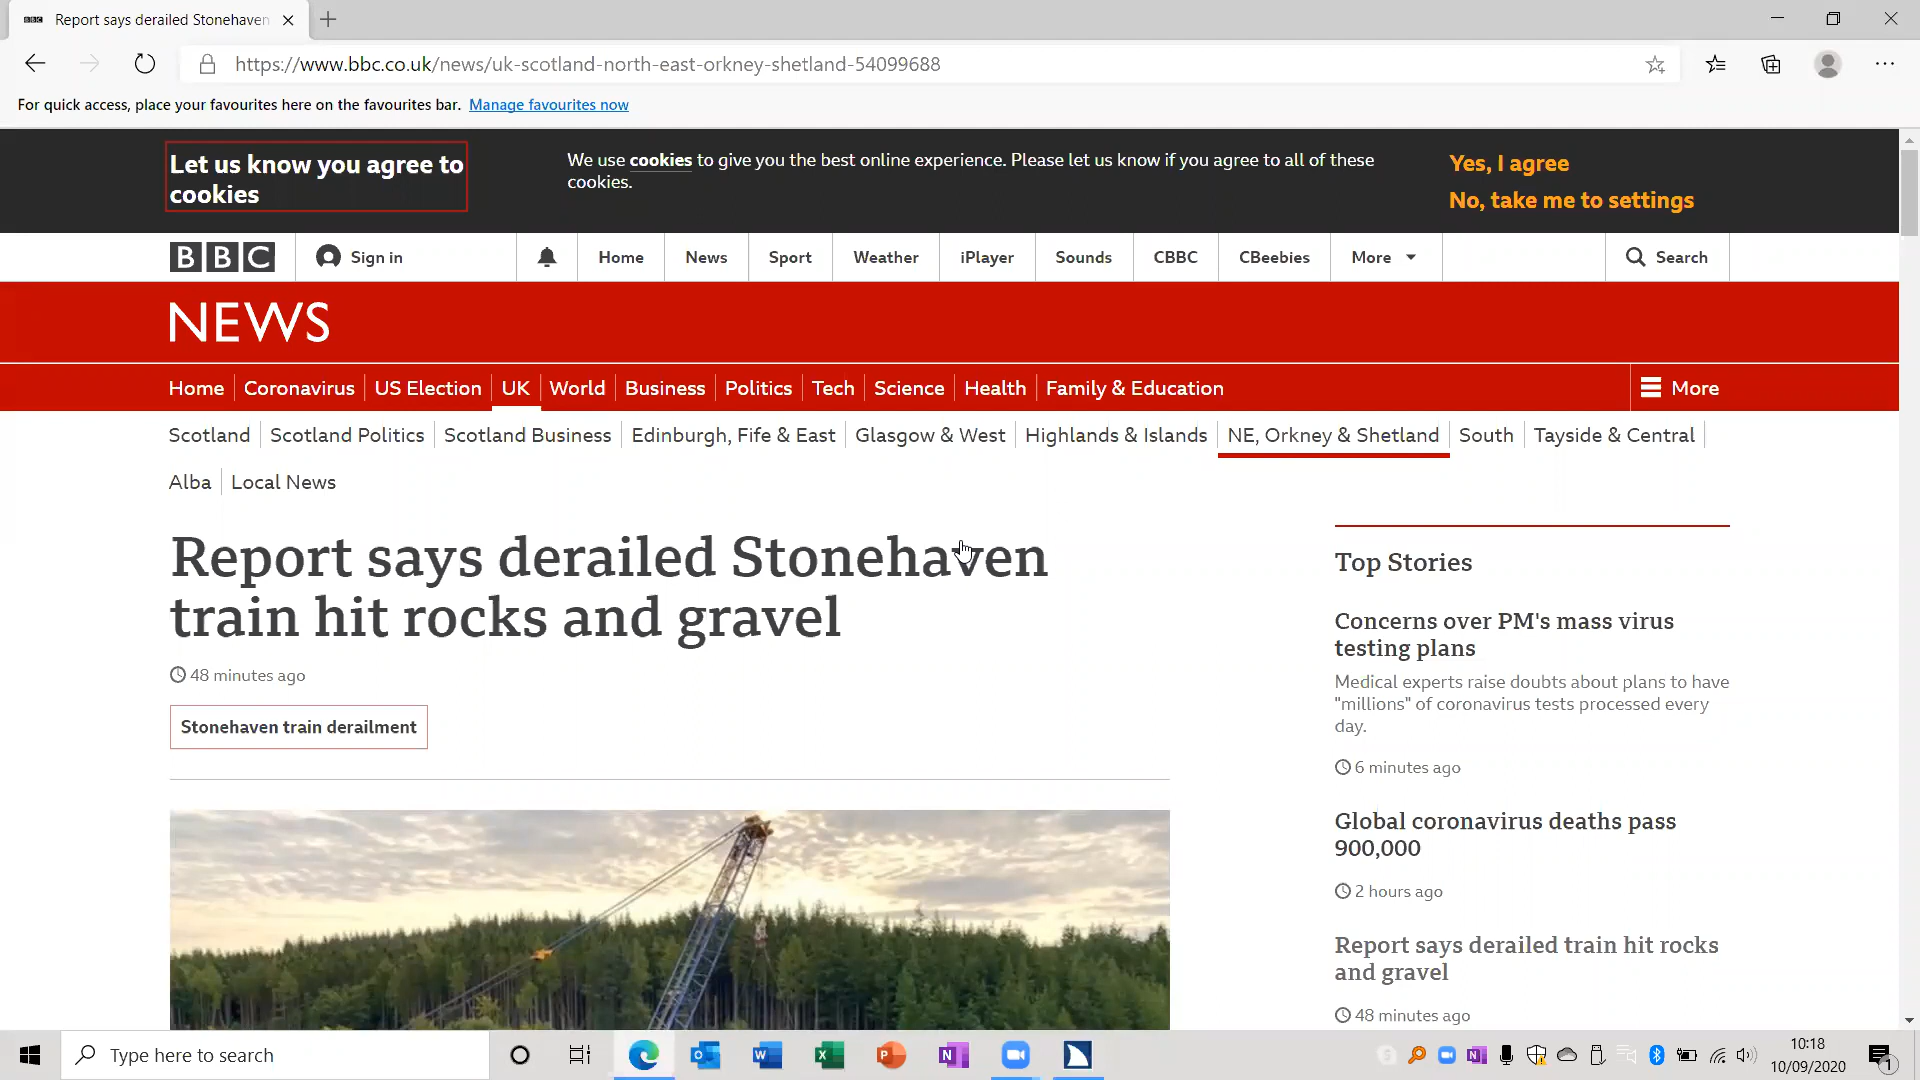 BBC Report says derailed Stonehaven
https://www.bbc.co.uk/news/uk-scotland-north-east-orkney-shetland-54099688
For quick access, place your favourites here on the favourites bar. Manage favourites now
Let us know you agree to
cookies
We use cookies to give you the best online experience. Please let us know if you agree to all of these
cookies.
Yes, I agree
No, take me to settings
BBC Sign in Home News Sport Weather iPlayer Sounds CBBC CBeebies More Search
NEWS
Home Coronavirus US Election UK World Business Politics Tech Science Health Family & Education More
Scotland Scotland Politics Scotland Business Edinburgh, Fife & East Glasgow & West Highlands & Islands NE, Orkney & Shetland South Tayside & Central
Alba Local News
Report says derailed Stonehaven
train hit rocks and gravel
48 minutes ago
Stonehaven train derailment
Top Stories
Concerns over PM's mass virus
testing plans
Medical experts raise doubts about plans to have
"millions" of coronavirus tests processed every
day.
6 minutes ago
Global coronavirus deaths pass
900,000
2 hours ago
Report says derailed train hit rocks
and gravel
48 minutes ago
Type here to search
10:18
10/09/2020
1